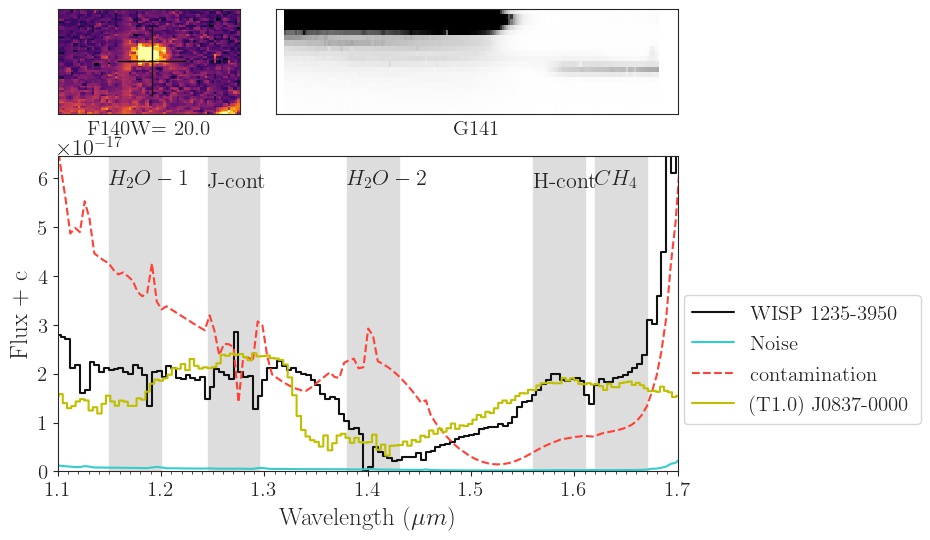 F140W= 20.0
G141
×10⁻¹⁷
H₂O − 1
J-cont
H₂O − 2
H-cont
CH₄
6
5
4
3
2
1
0
Flux + c
1.1 1.2 1.3 1.4 1.5 1.6 1.7
Wavelength (μm)
WISP 1235-3950
Noise
contamination
(T1.0) J0837-0000